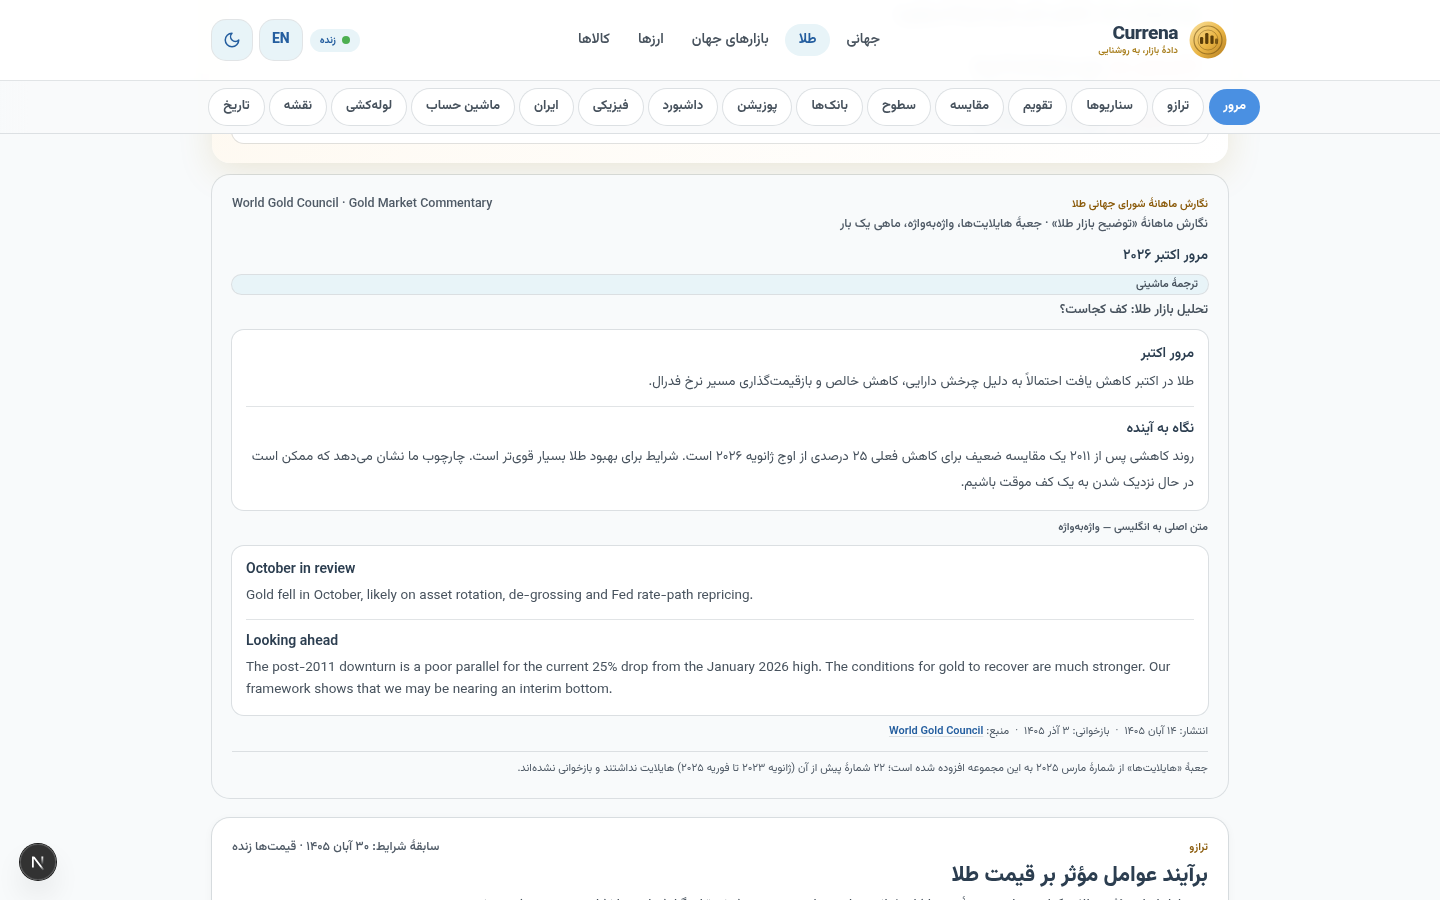 Currena
دادهٔ بازار، به روشنایی
جهانی
طلا
بازارهای جهان
ارزها
کالاها
زنده
EN
مرور
ترازو
سناریوها
تقویم
مقایسه
سطوح
بانک‌ها
پوزیشن
داشبورد
فیزیکی
ایران
ماشین حساب
لوله‌کشی
نقشه
تاریخ
نگارش ماهانهٔ شورای جهانی طلا
World Gold Council · Gold Market Commentary
نگارش ماهانهٔ «توضیح بازار طلا» · جعبهٔ هایلایت‌ها، واژه‌به‌واژه، ماهی یک بار
مرور اکتبر ۲۰۲۶
ترجمهٔ ماشینی
تحلیل بازار طلا: کف کجاست؟
مرور اکتبر
طلا در اکتبر کاهش یافت احتمالاً به دلیل چرخش دارایی، کاهش خالص و بازقیمت‌گذاری مسیر نرخ فدرال.
نگاه به آینده
روند کاهشی پس از ۲۰۱۱ یک مقایسه ضعیف برای کاهش فعلی ۲۵ درصدی از اوج ژانویه ۲۰۲۶ است. شرایط برای بهبود طلا بسیار قوی‌تر است. چارچوب ما نشان می‌دهد که ممکن است
در حال نزدیک شدن به یک کف موقت باشیم.
متن اصلی به انگلیسی — واژه‌به‌واژه
October in review
Gold fell in October, likely on asset rotation, de-grossing and Fed rate-path repricing.
Looking ahead
The post-2011 downturn is a poor parallel for the current 25% drop from the January 2026 high. The conditions for gold to recover are much stronger. Our
framework shows that we may be nearing an interim bottom.
انتشار: ۱۴ آبان ۱۴۰۵ · بازخوانی: ۳ آذر ۱۴۰۵ · منبع: World Gold Council
جعبهٔ «هایلایت‌ها» از شمارهٔ مارس ۲۰۲۵ به این مجموعه افزوده شده است؛ ۲۲ شمارهٔ پیش از آن (ژانویه ۲۰۲۳ تا فوریه ۲۰۲۵) هایلایت نداشتند و بازخوانی نشده‌اند.
ترازو
سابقهٔ شرایط: ۳۰ آبان ۱۴۰۵ · قیمت‌ها زنده
برآیند عوامل مؤثر بر قیمت طلا